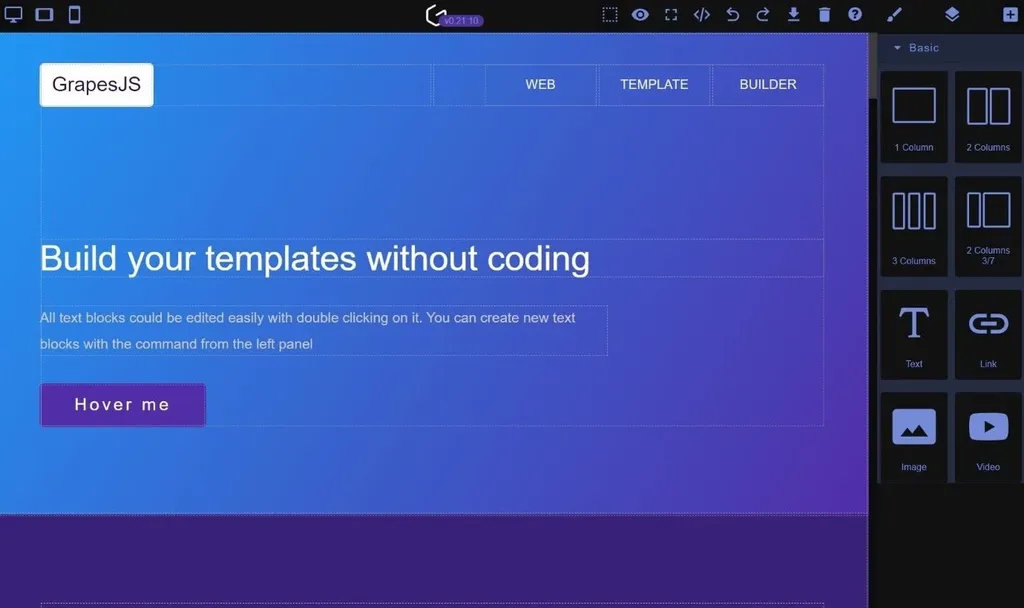 v0.21.10
Basic
GrapesJS
WEB
TEMPLATE
BUILDER
1 Column
2 Columns
Build your templates without coding
3 Columns
2 Columns
3/7
All text blocks could be edited easily with double clicking on it. You can create new text
blocks with the command from the left panel
Text
Link
Hover me
Image
Video